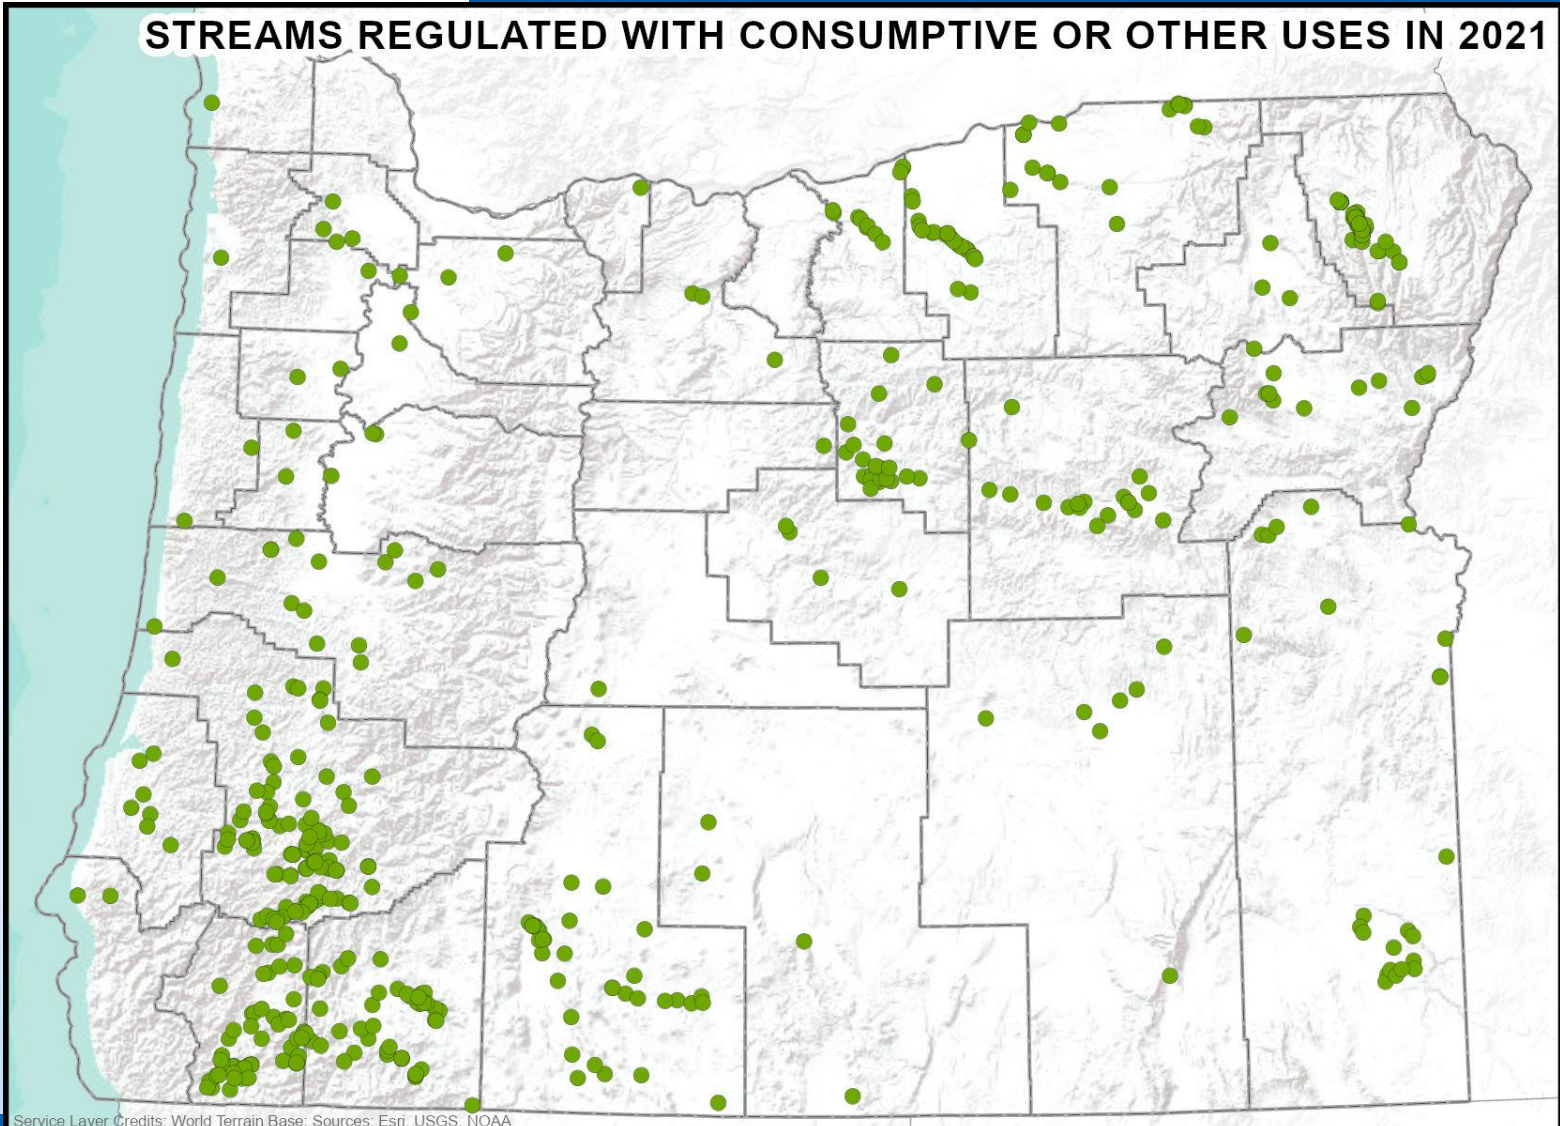 STREAMS REGULATED WITH CONSUMPTIVE OR OTHER USES IN 2021
Service Layer Credits: World Terrain Base: Sources: Esri, USGS, NOAA